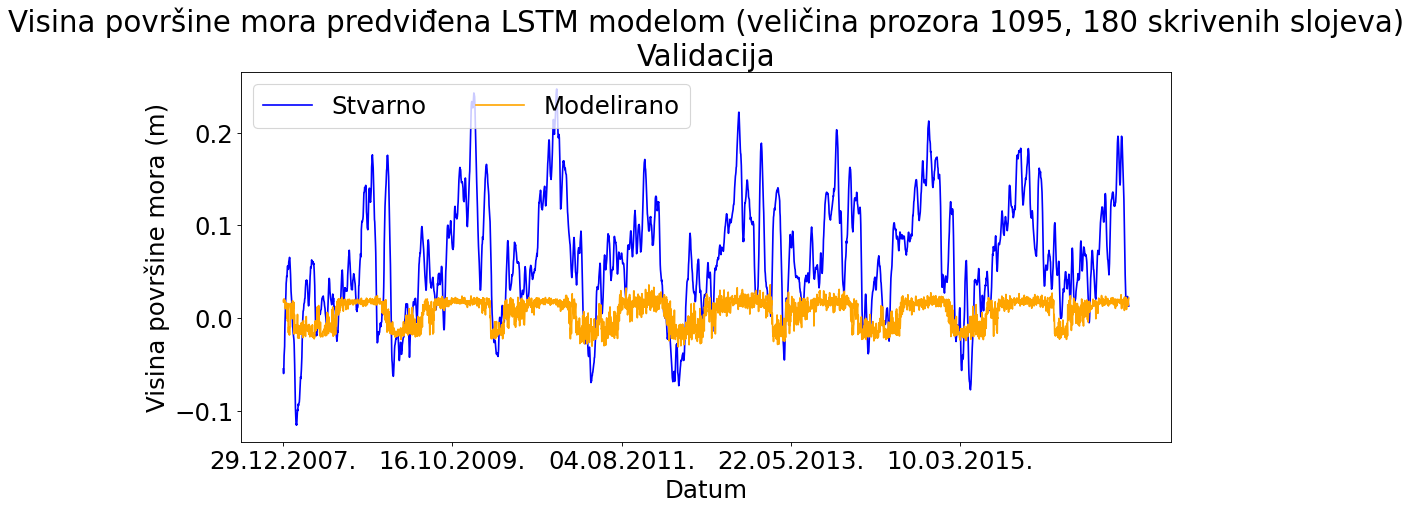 Visina površine mora predviđena LSTM modelom (veličina prozora 1095, 180 skrivenih slojeva)
Validacija
Stvarno Modelirano
Visina površine mora (m)
0.2
0.1
0.0
−0.1
29.12.2007. 16.10.2009. 04.08.2011. 22.05.2013. 10.03.2015.
Datum